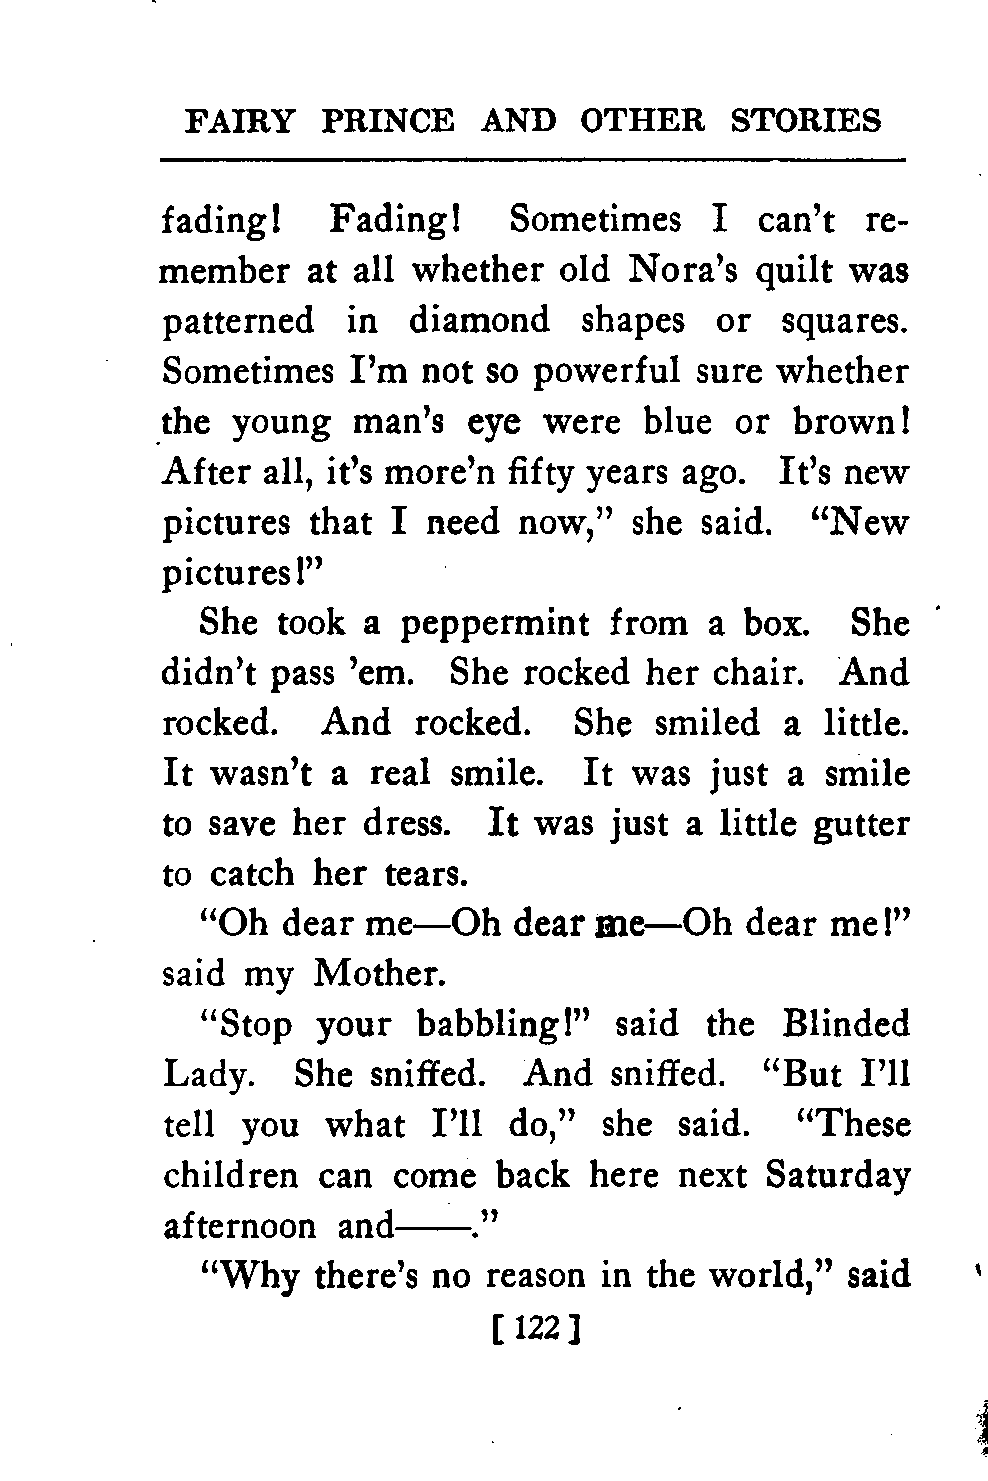 FAIRY PRINCE AND OTHER STORIES
fading! Fading! Sometimes I can't re-
member at all whether old Nora's quilt was
patterned in diamond shapes or squares.
Sometimes I'm not so powerful sure whether
the young man's eye were blue or brown!
After all, it's more'n fifty years ago. It's new
pictures that I need now," she said. "New
pictures!"
She took a peppermint from a box. She
didn't pass 'em. She rocked her chair. And
rocked. And rocked. She smiled a little.
It wasn't a real smile. It was just a smile
to save her dress. It was just a little gutter
to catch her tears.
"Oh dear me—Oh dear me—Oh dear me!"
said my Mother.
"Stop your babbling!" said the Blinded
Lady. She sniffed. And sniffed. "But I'll
tell you what I'll do," she said. "These
children can come back here next Saturday
afternoon and——."
"Why there's no reason in the world," said
[ 122 ]